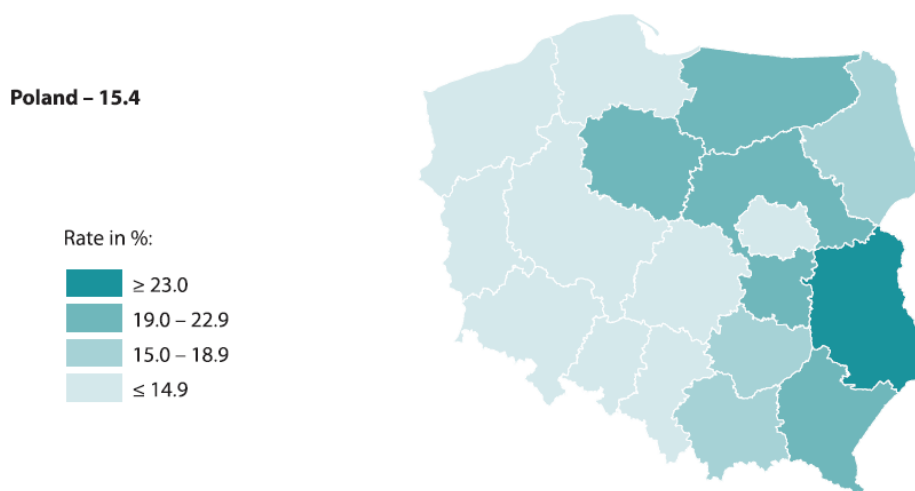 Poland – 15.4
Rate in %:
≥ 23.0
19.0 – 22.9
15.0 – 18.9
≤ 14.9